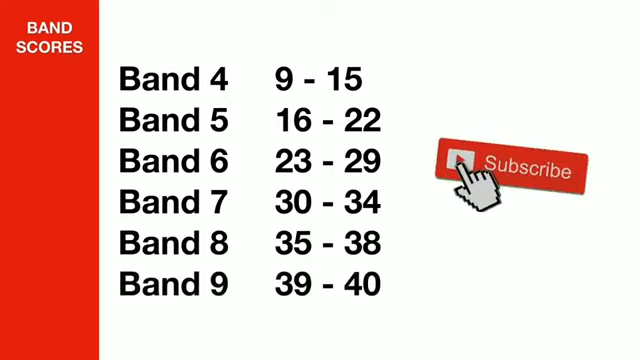 BAND
SCORES
Band 4 9 - 15
Band 5 16 - 22
Band 6 23 - 29
Band 7 30 - 34
Band 8 35 - 38
Band 9 39 - 40
Subscribe